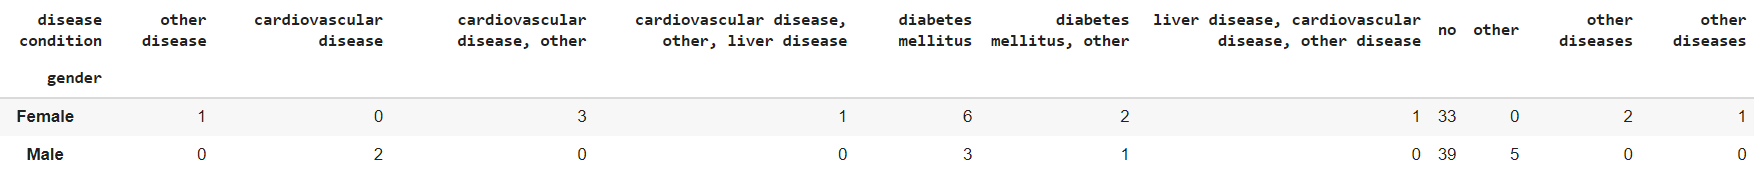 disease other cardiovascular cardiovascular cardiovascular disease, diabetes diabetes liver disease, cardiovascular no other other other
condition disease disease disease, other other, liver disease mellitus mellitus, other disease, other disease diseases diseases
gender
Female 1 0 3 1 6 2 1 33 0 2 1
Male 0 2 0 0 3 1 0 39 5 0 0